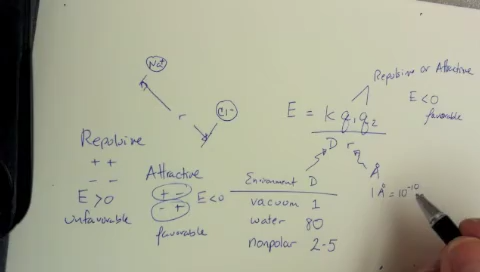 Na+
Cl-
r
Repulsive
+ +
- -
E > 0
unfavorable
Attractive
+ -
- +
E < 0
favorable
E = k q1 q2
D r
Repulsive or Attractive
E < 0
favorable
Å
1 Å = 10^-10
Environment D
vacuum 1
water 80
nonpolar 2-5